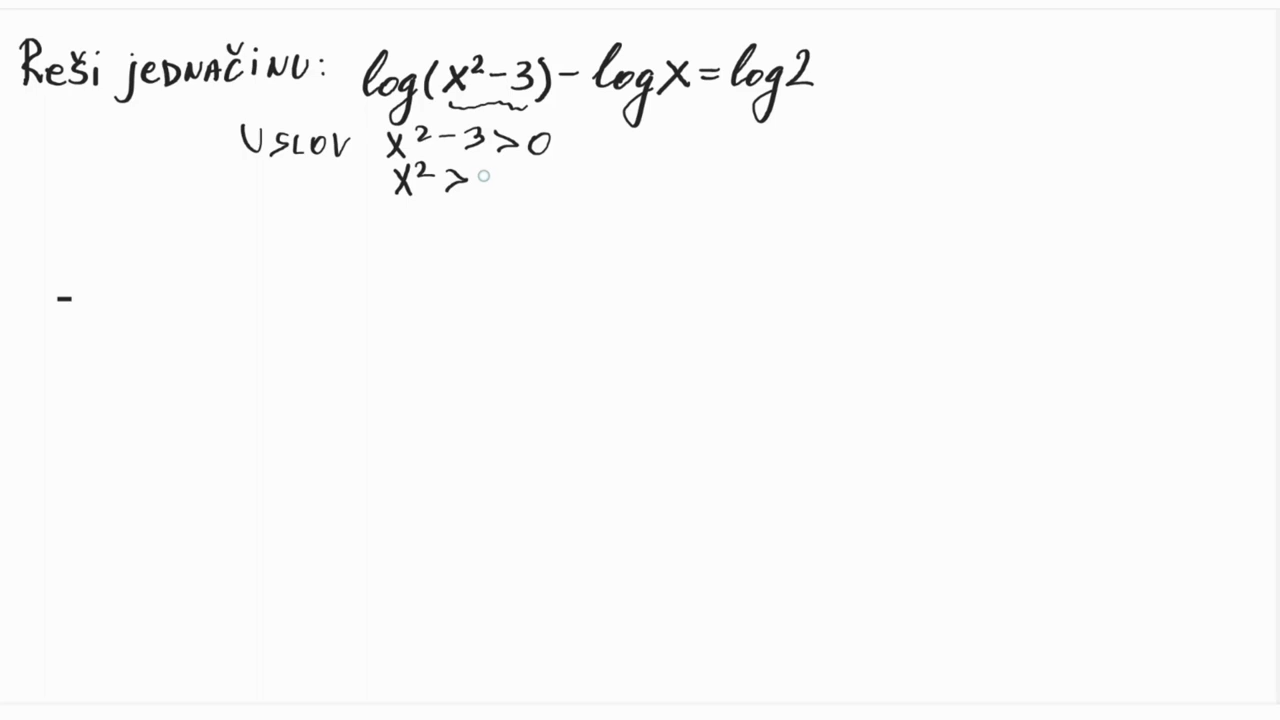 Reši jednačinu: log(x²-3) - log x = log 2
USLOV x²-3>0
x²>
-